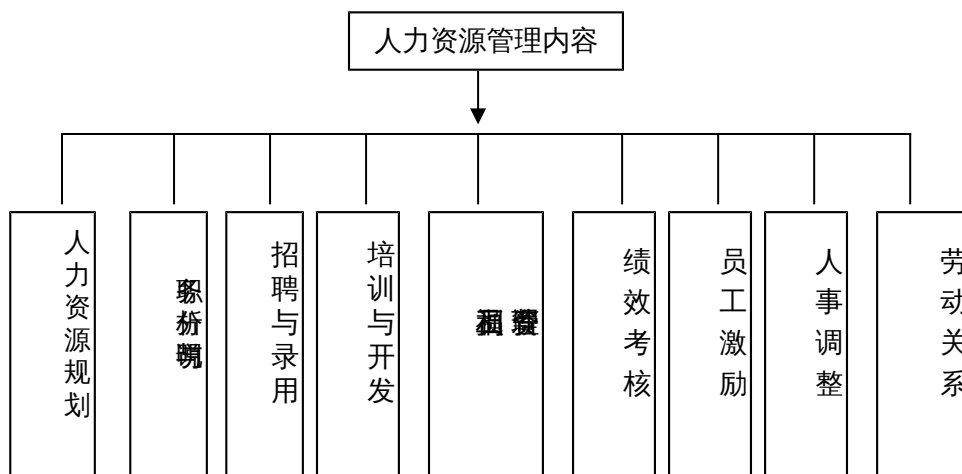 人力资源管理内容
人力资源规划
招聘与录用
培训与开发
绩效考核
员工激励
人事调整
劳动关系